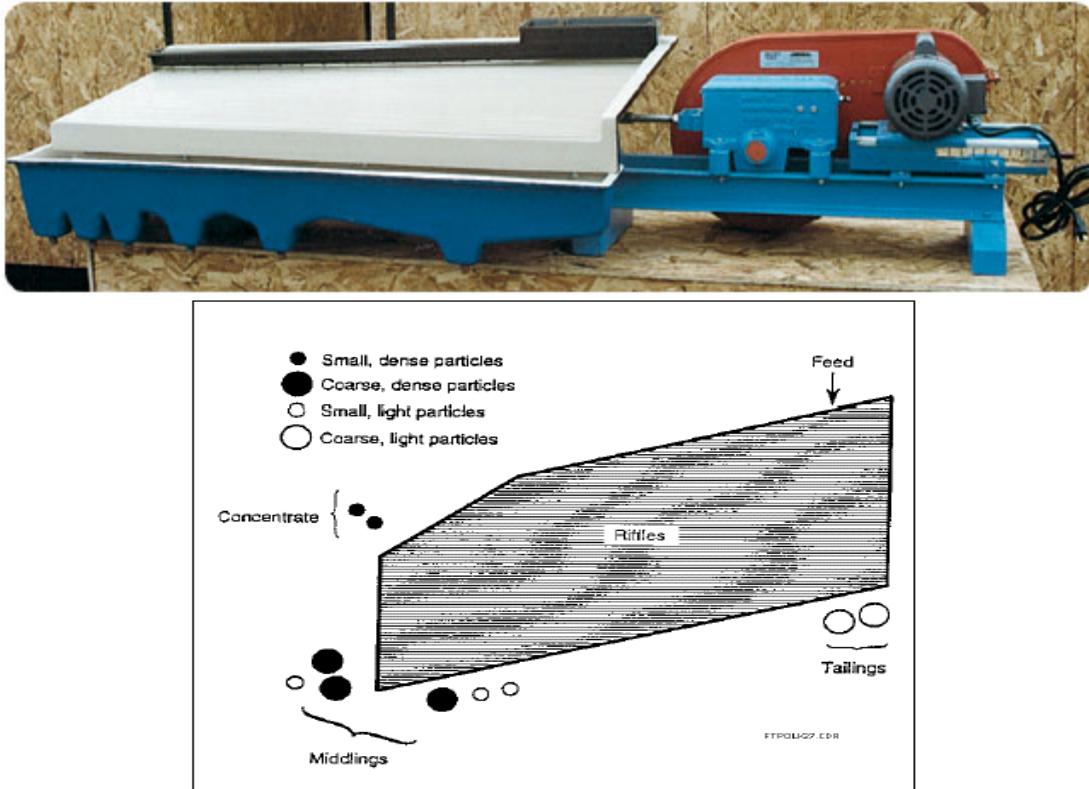 Small, dense particles
Coarse, dense particles
Small, light particles
Coarse, light particles
Feed
Concentrate
Riffles
Tailings
Middlings